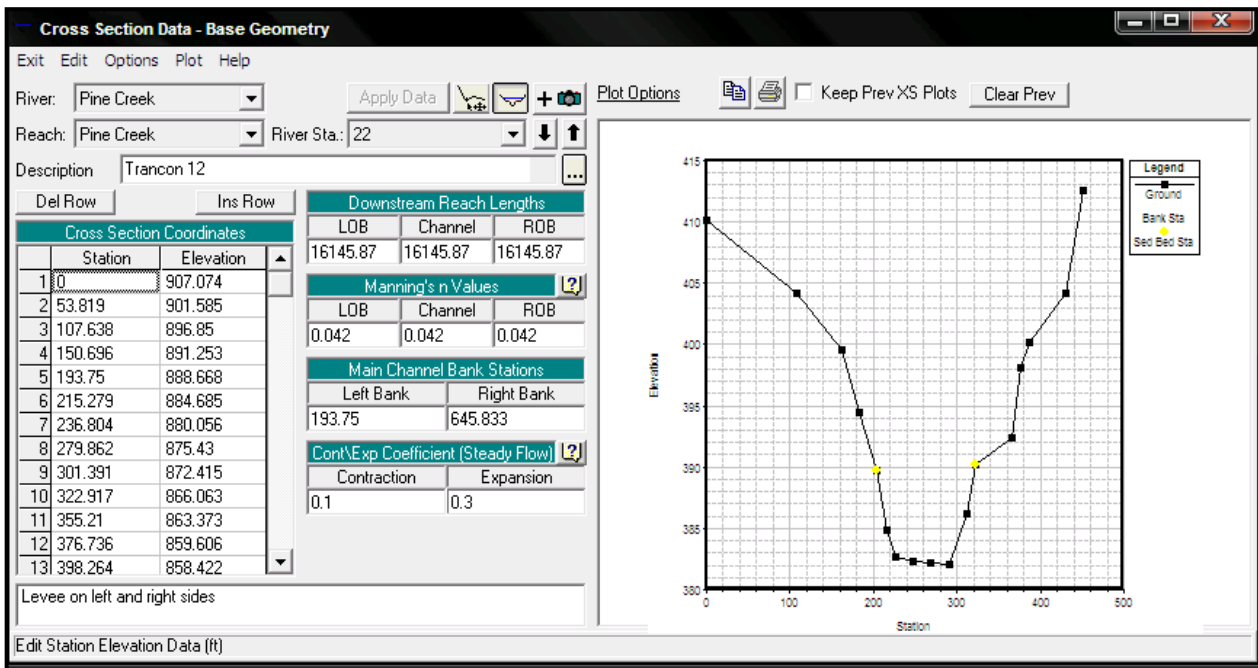 Cross Section Data - Base Geometry
Exit Edit Options Plot Help
River: Pine Creek Apply Data + Plot Options Keep Prev XS Plots Clear Prev
Reach: Pine Creek River Sta.: 22
Description Trancon 12 ...
Del Row Ins Row
Cross Section Coordinates
Station Elevation
1 0 907.074
2 53.819 901.585
3 107.638 896.85
4 150.696 891.253
5 193.75 888.668
6 215.279 884.685
7 236.804 880.056
8 279.862 875.43
9 301.391 872.415
10 322.917 866.063
11 355.21 863.373
12 376.736 859.606
13 398.264 858.422
Downstream Reach Lengths
LOB Channel ROB
16145.87 16145.87 16145.87
Manning's n Values
LOB Channel ROB
0.042 0.042 0.042
Main Channel Bank Stations
Left Bank Right Bank
193.75 645.833
Cont\Exp Coefficient (Steady Flow)
Contraction Expansion
0.1 0.3
Levee on left and right sides
Edit Station Elevation Data (ft)
415
410
405
400
395
390
385
380
Elevation
0 100 200 300 400 500
Station
Legend
Ground
Bank Sta
Sed Bed Sta